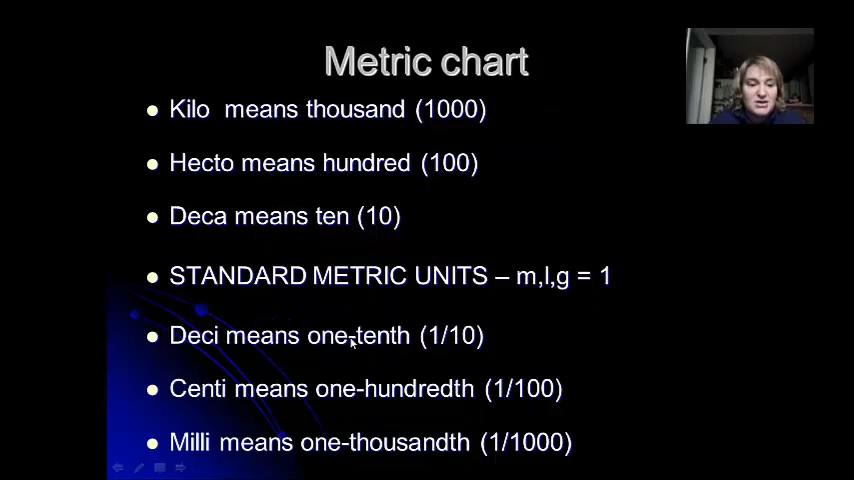 Metric chart
Kilo means thousand (1000)
Hecto means hundred (100)
Deca means ten (10)
STANDARD METRIC UNITS – m,l,g = 1
Deci means one-tenth (1/10)
Centi means one-hundredth (1/100)
Milli means one-thousandth (1/1000)